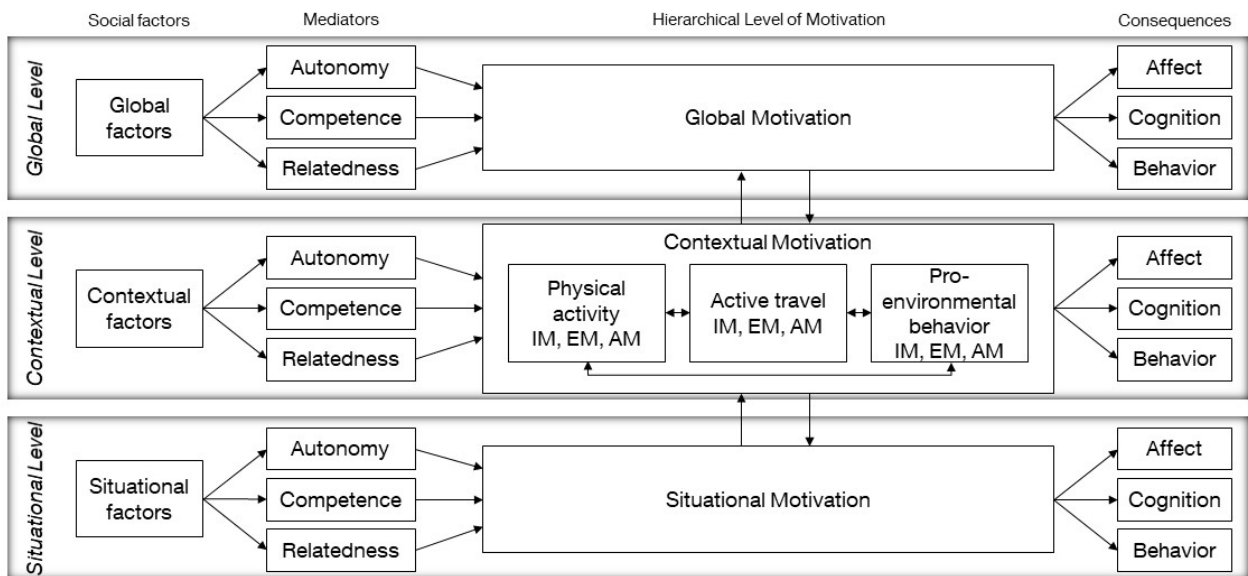 Social factors
Mediators
Hierarchical Level of Motivation
Consequences
Global Level
Global
factors
Autonomy
Competence
Relatedness
Global Motivation
Affect
Cognition
Behavior
Contextual Level
Contextual
factors
Autonomy
Competence
Relatedness
Contextual Motivation
Physical
activity
IM, EM, AM
Active travel
IM, EM, AM
Pro-
environmental
behavior
IM, EM, AM
Affect
Cognition
Behavior
Situational Level
Situational
factors
Autonomy
Competence
Relatedness
Situational Motivation
Affect
Cognition
Behavior